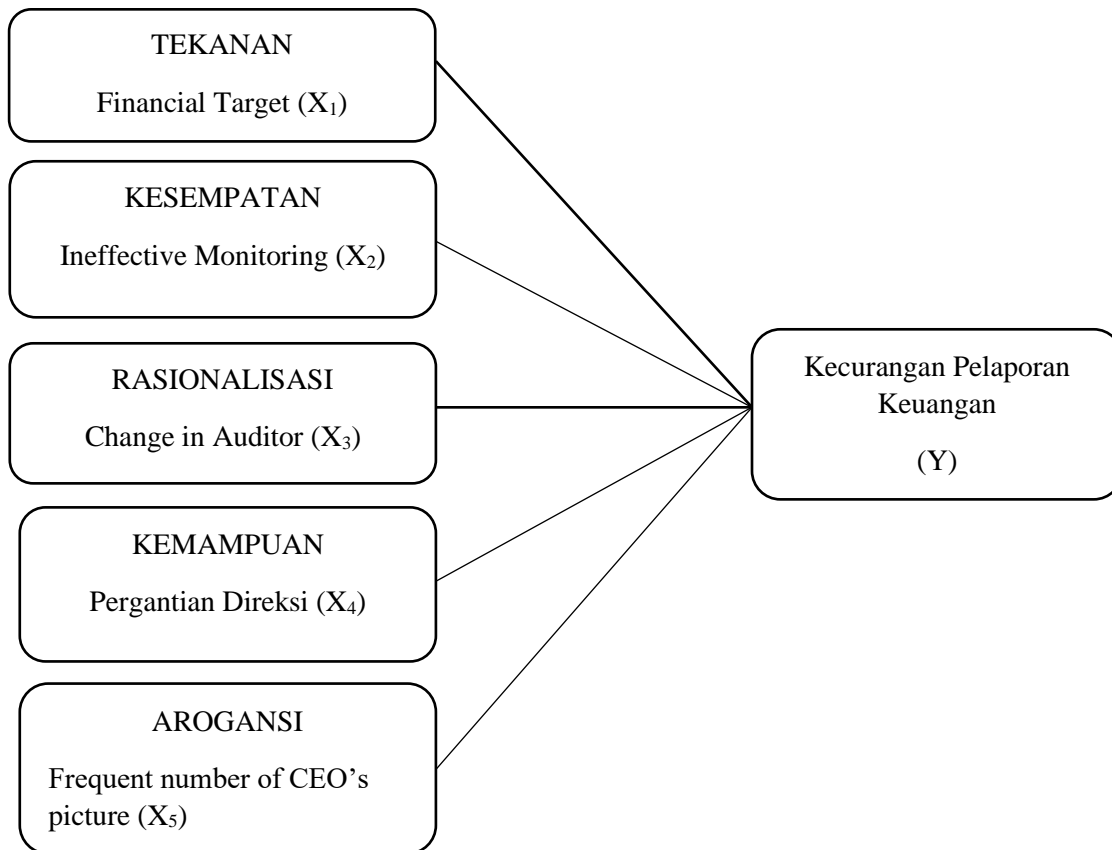 TEKANAN
Financial Target (X₁)
KESEMPATAN
Ineffective Monitoring (X₂)
RASIONALISASI
Change in Auditor (X₃)
KEMAMPUAN
Pergantian Direksi (X₄)
AROGANSI
Frequent number of CEO’s
picture (X₅)
Kecurangan Pelaporan
Keuangan
(Y)